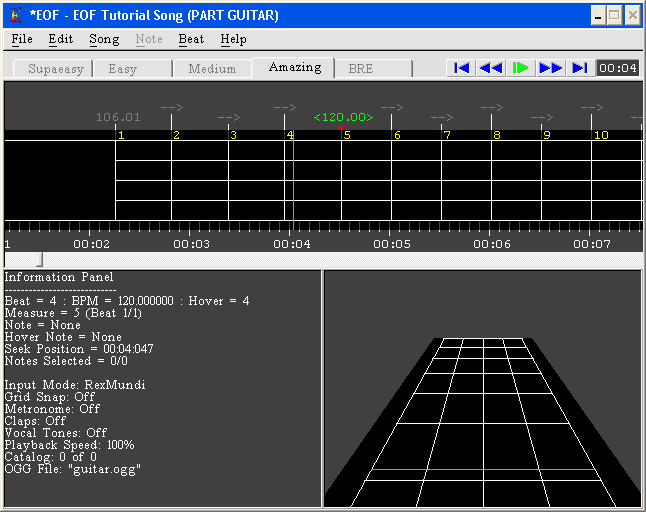 *EOF - EOF Tutorial Song (PART GUITAR)
File Edit Song Note Beat Help
Supaeasy Easy Medium Amazing BRE 00:04
--> --> --> --> --> --> --> -->
106.01 --> --> <120.00> --> --> -->
1 2 3 4 5 6 7 8 9 10
1 00:02 00:03 00:04 00:05 00:06 00:07
Information Panel
----------------------------
Beat = 4 : BPM = 120.000000 : Hover = 4
Measure = 5 (Beat 1/1)
Note = None
Hover Note = None
Seek Position = 00:04:047
Notes Selected = 0/0
Input Mode: RexMundi
Grid Snap: Off
Metronome: Off
Claps: Off
Vocal Tones: Off
Playback Speed: 100%
Catalog: 0 of 0
OGG File: "guitar.ogg"